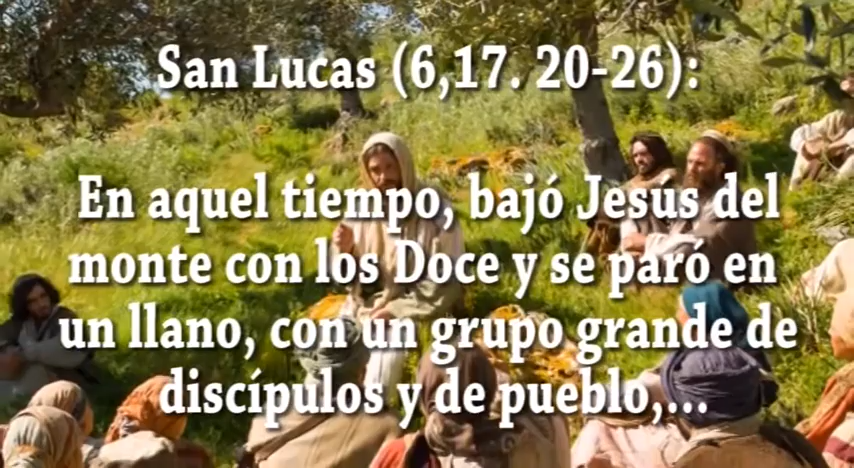 San Lucas (6,17. 20-26):
En aquel tiempo, bajó Jesús del
monte con los Doce y se paró en
un llano, con un grupo grande de
discípulos y de pueblo,...